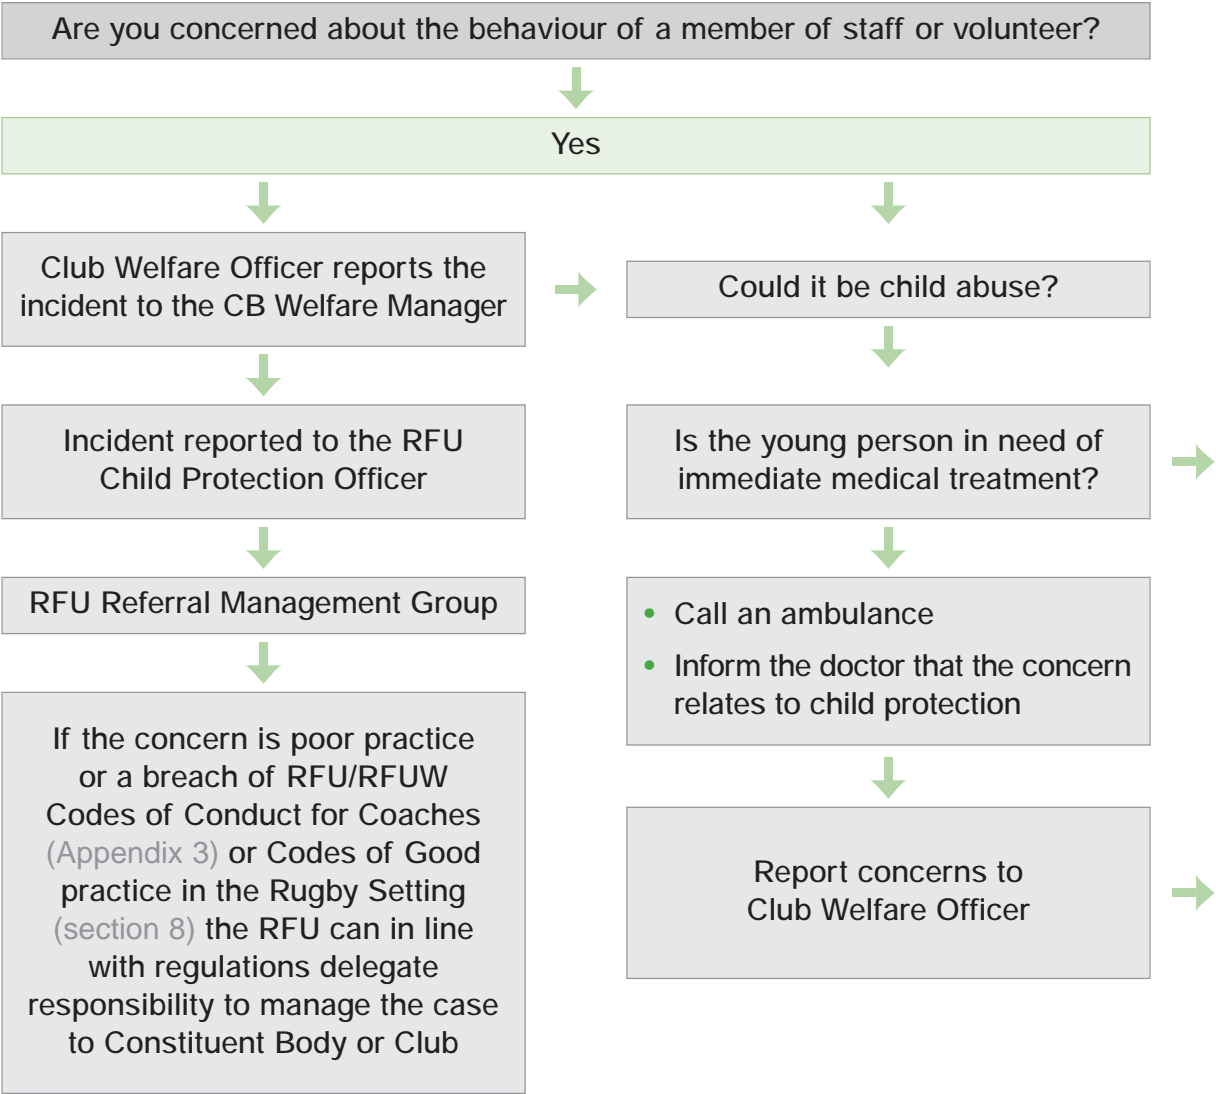 Are you concerned about the behaviour of a member of staff or volunteer?
Yes
Club Welfare Officer reports the
incident to the CB Welfare Manager
Incident reported to the RFU
Child Protection Officer
RFU Referral Management Group
If the concern is poor practice
or a breach of RFU/RFUW
Codes of Conduct for Coaches
(Appendix 3) or Codes of Good
practice in the Rugby Setting
(section 8) the RFU can in line
with regulations delegate
responsibility to manage the case
to Constituent Body or Club
Could it be child abuse?
Is the young person in need of
immediate medical treatment?
• Call an ambulance
• Inform the doctor that the concern
relates to child protection
Report concerns to
Club Welfare Officer